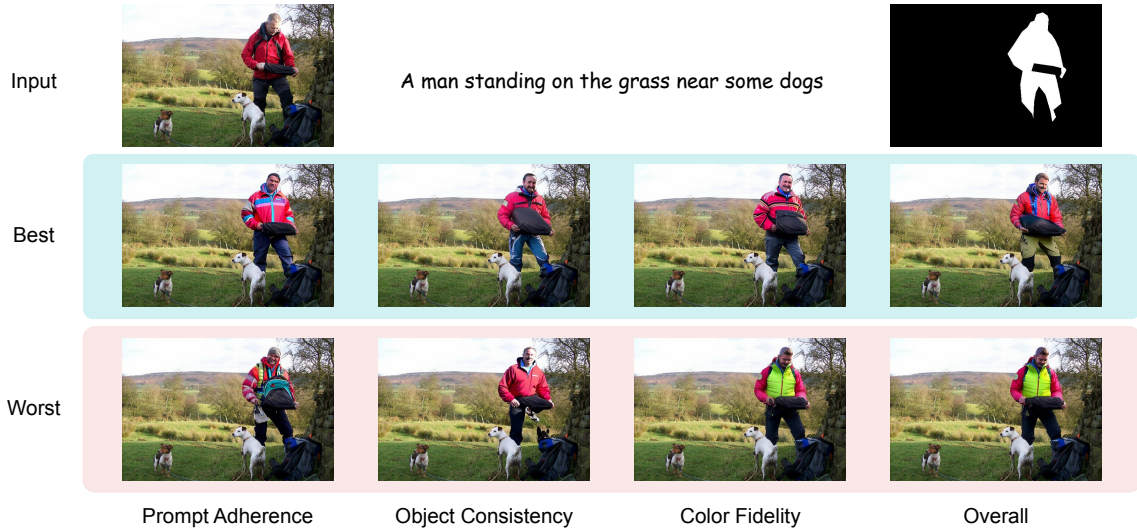 Input
A man standing on the grass near some dogs
Best
Worst
Prompt Adherence
Object Consistency
Color Fidelity
Overall